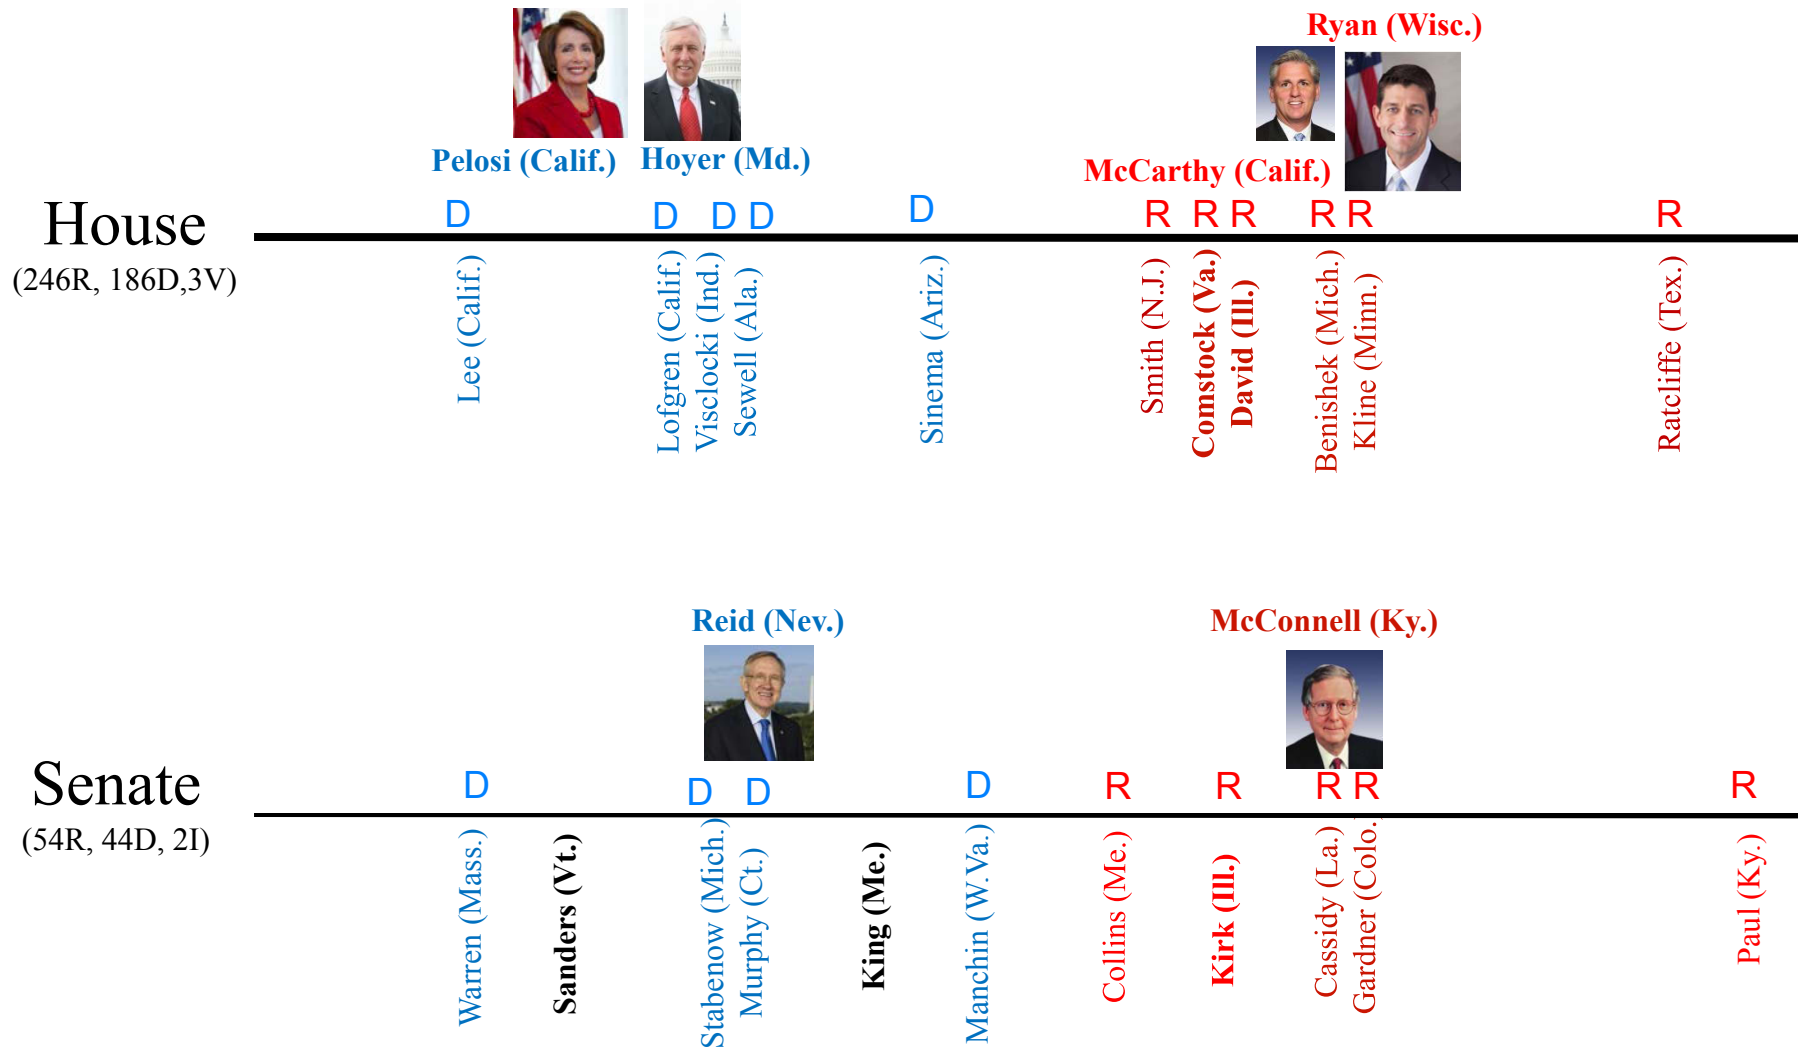 Ryan (Wisc.)
Pelosi (Calif.)
Hoyer (Md.)
McCarthy (Calif.)
House
(246R, 186D,3V)
D
D
D
D
D
R
R
R
R
R
R
Lee (Calif.)
Lofgren (Calif.)
Visclocki (Ind.)
Sewell (Ala.)
Sinema (Ariz.)
Smith (N.J.)
Comstock (Va.)
David (Ill.)
Benishek (Mich.)
Kline (Minn.)
Ratcliffe (Tex.)
Reid (Nev.)
McConnell (Ky.)
Senate
(54R, 44D, 2I)
D
D
D
D
R
R
R
R
R
Warren (Mass.)
Sanders (Vt.)
Stabenow (Mich.)
Murphy (Ct.)
King (Me.)
Manchin (W.Va.)
Collins (Me.)
Kirk (Ill.)
Cassidy (La.)
Gardner (Colo.)
Paul (Ky.)